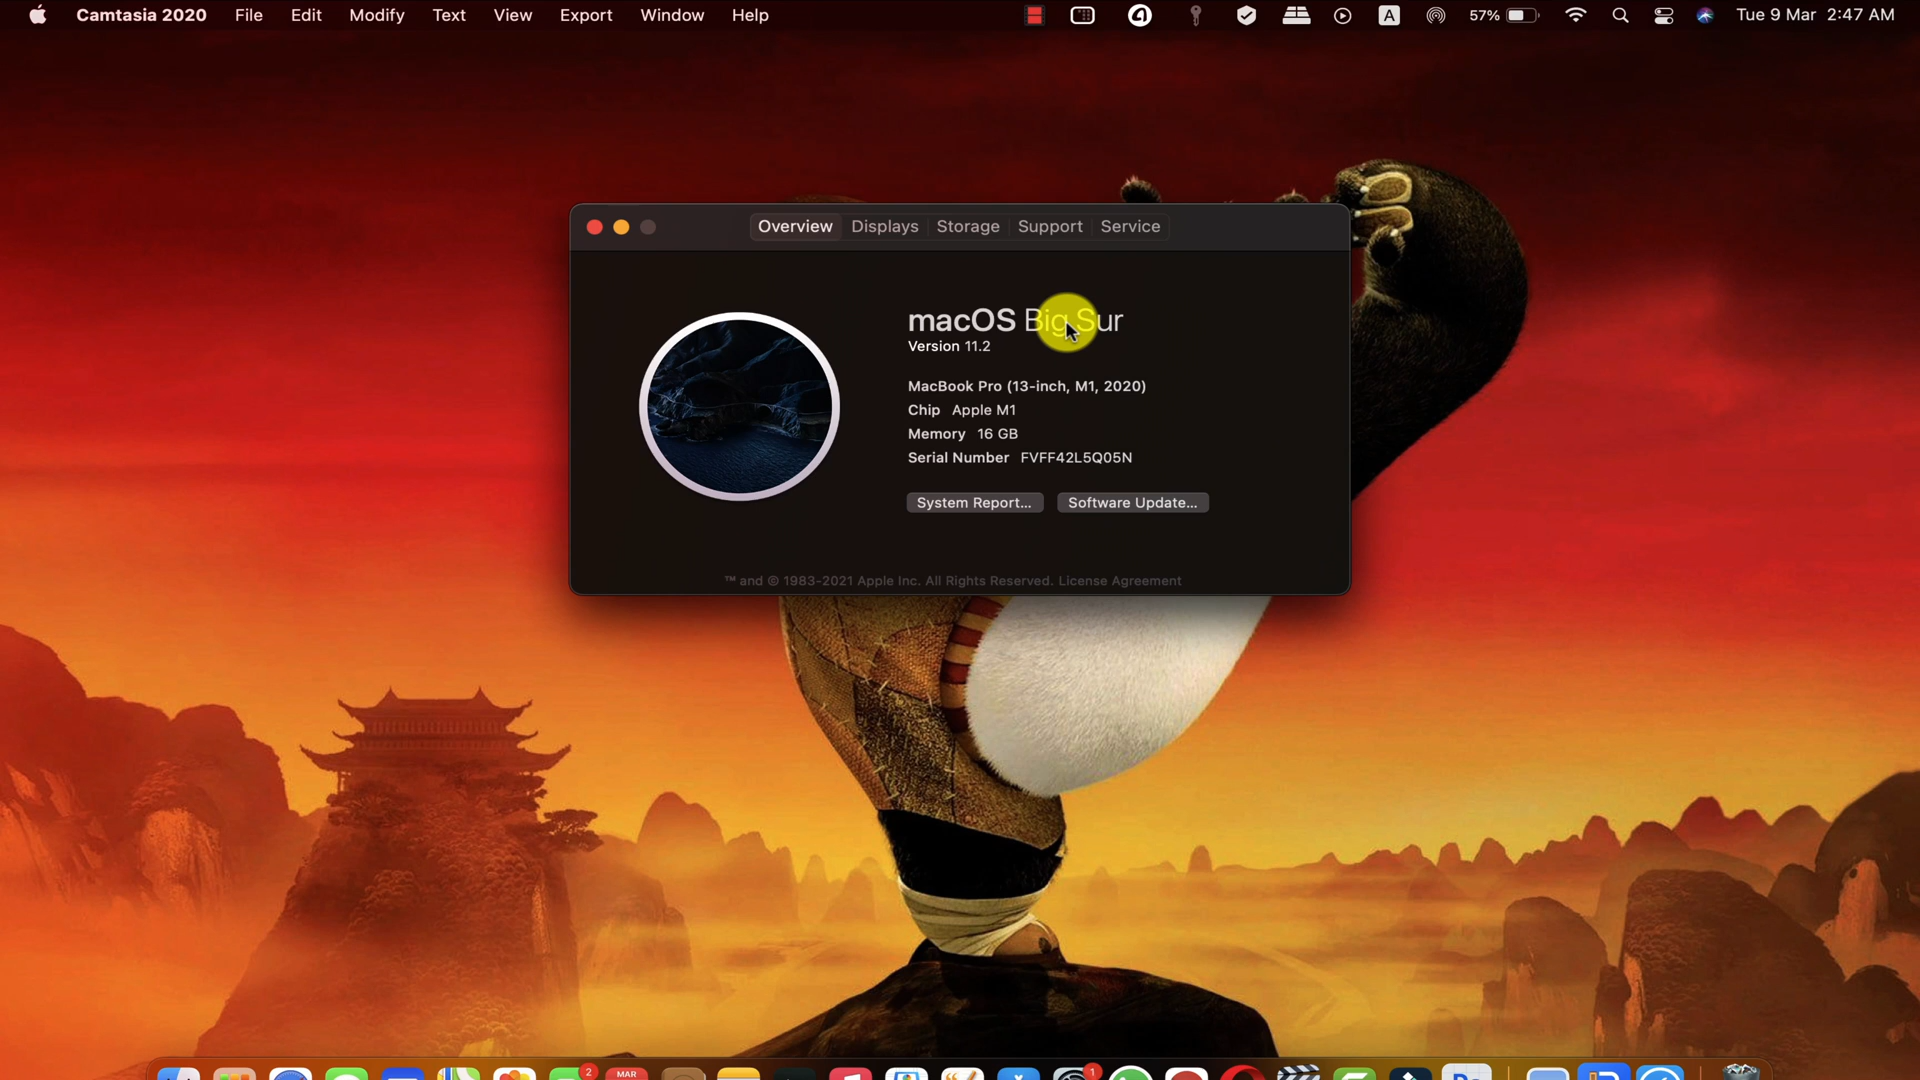 Camtasia 2020 File Edit Modify Text View Export Window Help A 57% Tue 9 Mar 2:47 AM
Overview Displays Storage Support Service
macOS Big Sur
Version 11.2
MacBook Pro (13-inch, M1, 2020)
Chip Apple M1
Memory 16 GB
Serial Number FVFF42L5Q05N
System Report... Software Update...
™ and © 1983-2021 Apple Inc. All Rights Reserved. License Agreement
2 MAR 1